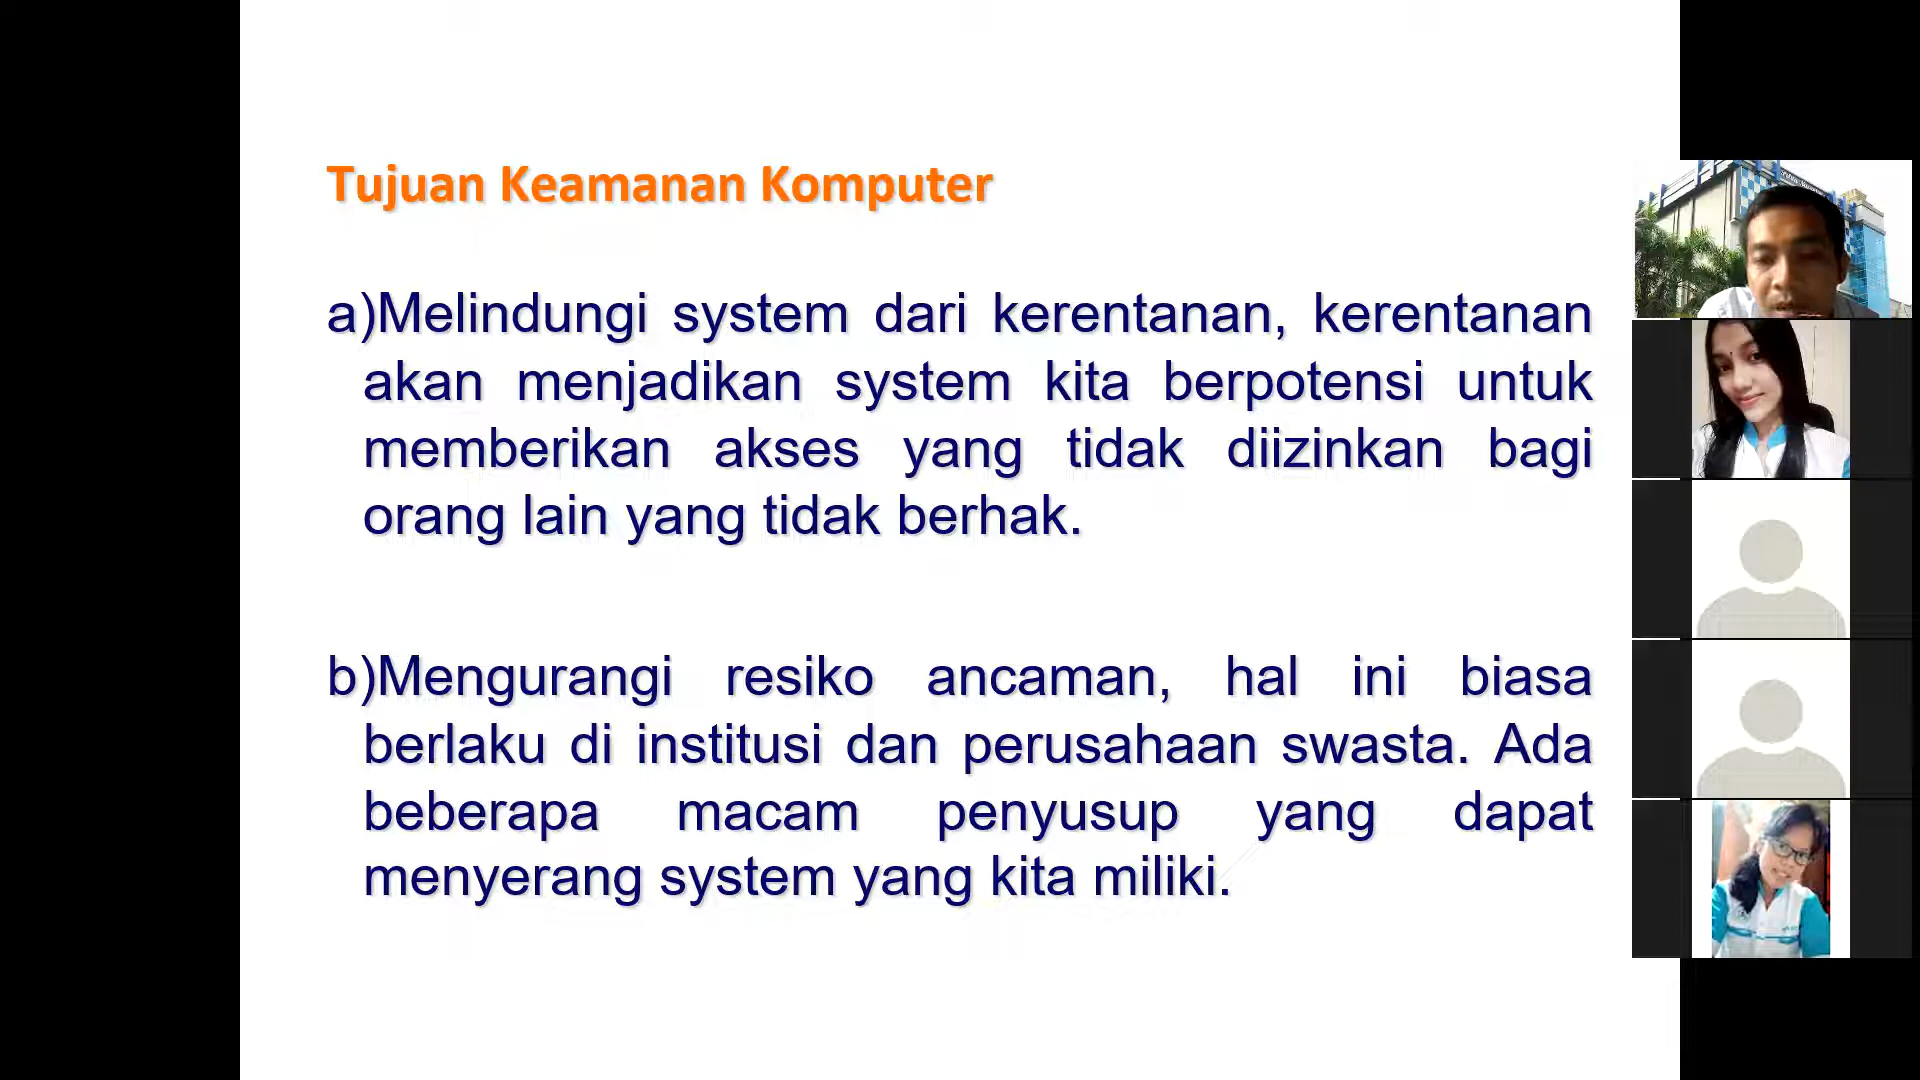 Tujuan Keamanan Komputer
a)Melindungi system dari kerentanan, kerentanan
akan menjadikan system kita berpotensi untuk
memberikan akses yang tidak diizinkan bagi
orang lain yang tidak berhak.
b)Mengurangi resiko ancaman, hal ini biasa
berlaku di institusi dan perusahaan swasta. Ada
beberapa macam penyusup yang dapat
menyerang system yang kita miliki.